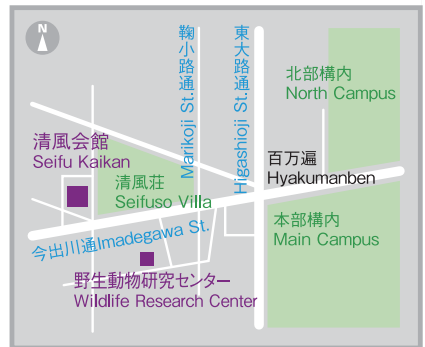 N
鞠小路通
Marikoji St.
東大路通
Higashioji St.
北部構内
North Campus
清風会館
Seifu Kaikan
百万遍
Hyakumanben
清風荘
Seifuso Villa
本部構内
Main Campus
今出川通Imadegawa St.
野生動物研究センター
Wildlife Research Center